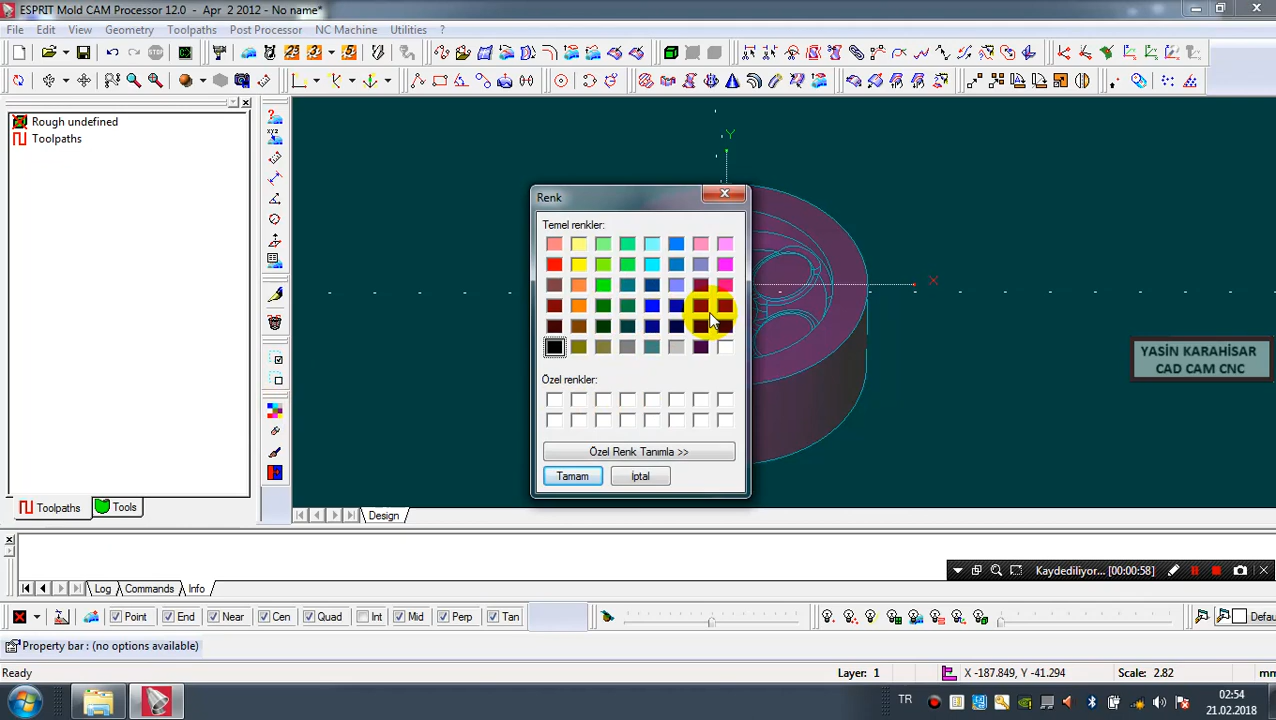 ESPRIT Mold CAM Processor 12.0 - Apr 2 2012 - No name*
File Edit View Geometry Toolpaths Post Processor NC Machine Utilities ?
Rough undefined
Toolpaths
Y
X
Renk
Temel renkler:
Özel renkler:
Özel Renk Tanımla >>
Tamam İptal
YASİN KARAHİSAR
CAD CAM CNC
Toolpaths Tools
Design
Kaydediliyor... [00:00:58]
Log Commands Info
Point End Near Cen Quad Int Mid Perp Tan
Defau
Property bar : (no options available)
Ready Layer: 1 X -187.849, Y -41.294 Scale: 2.82 mm
TR 02:54
21.02.2018